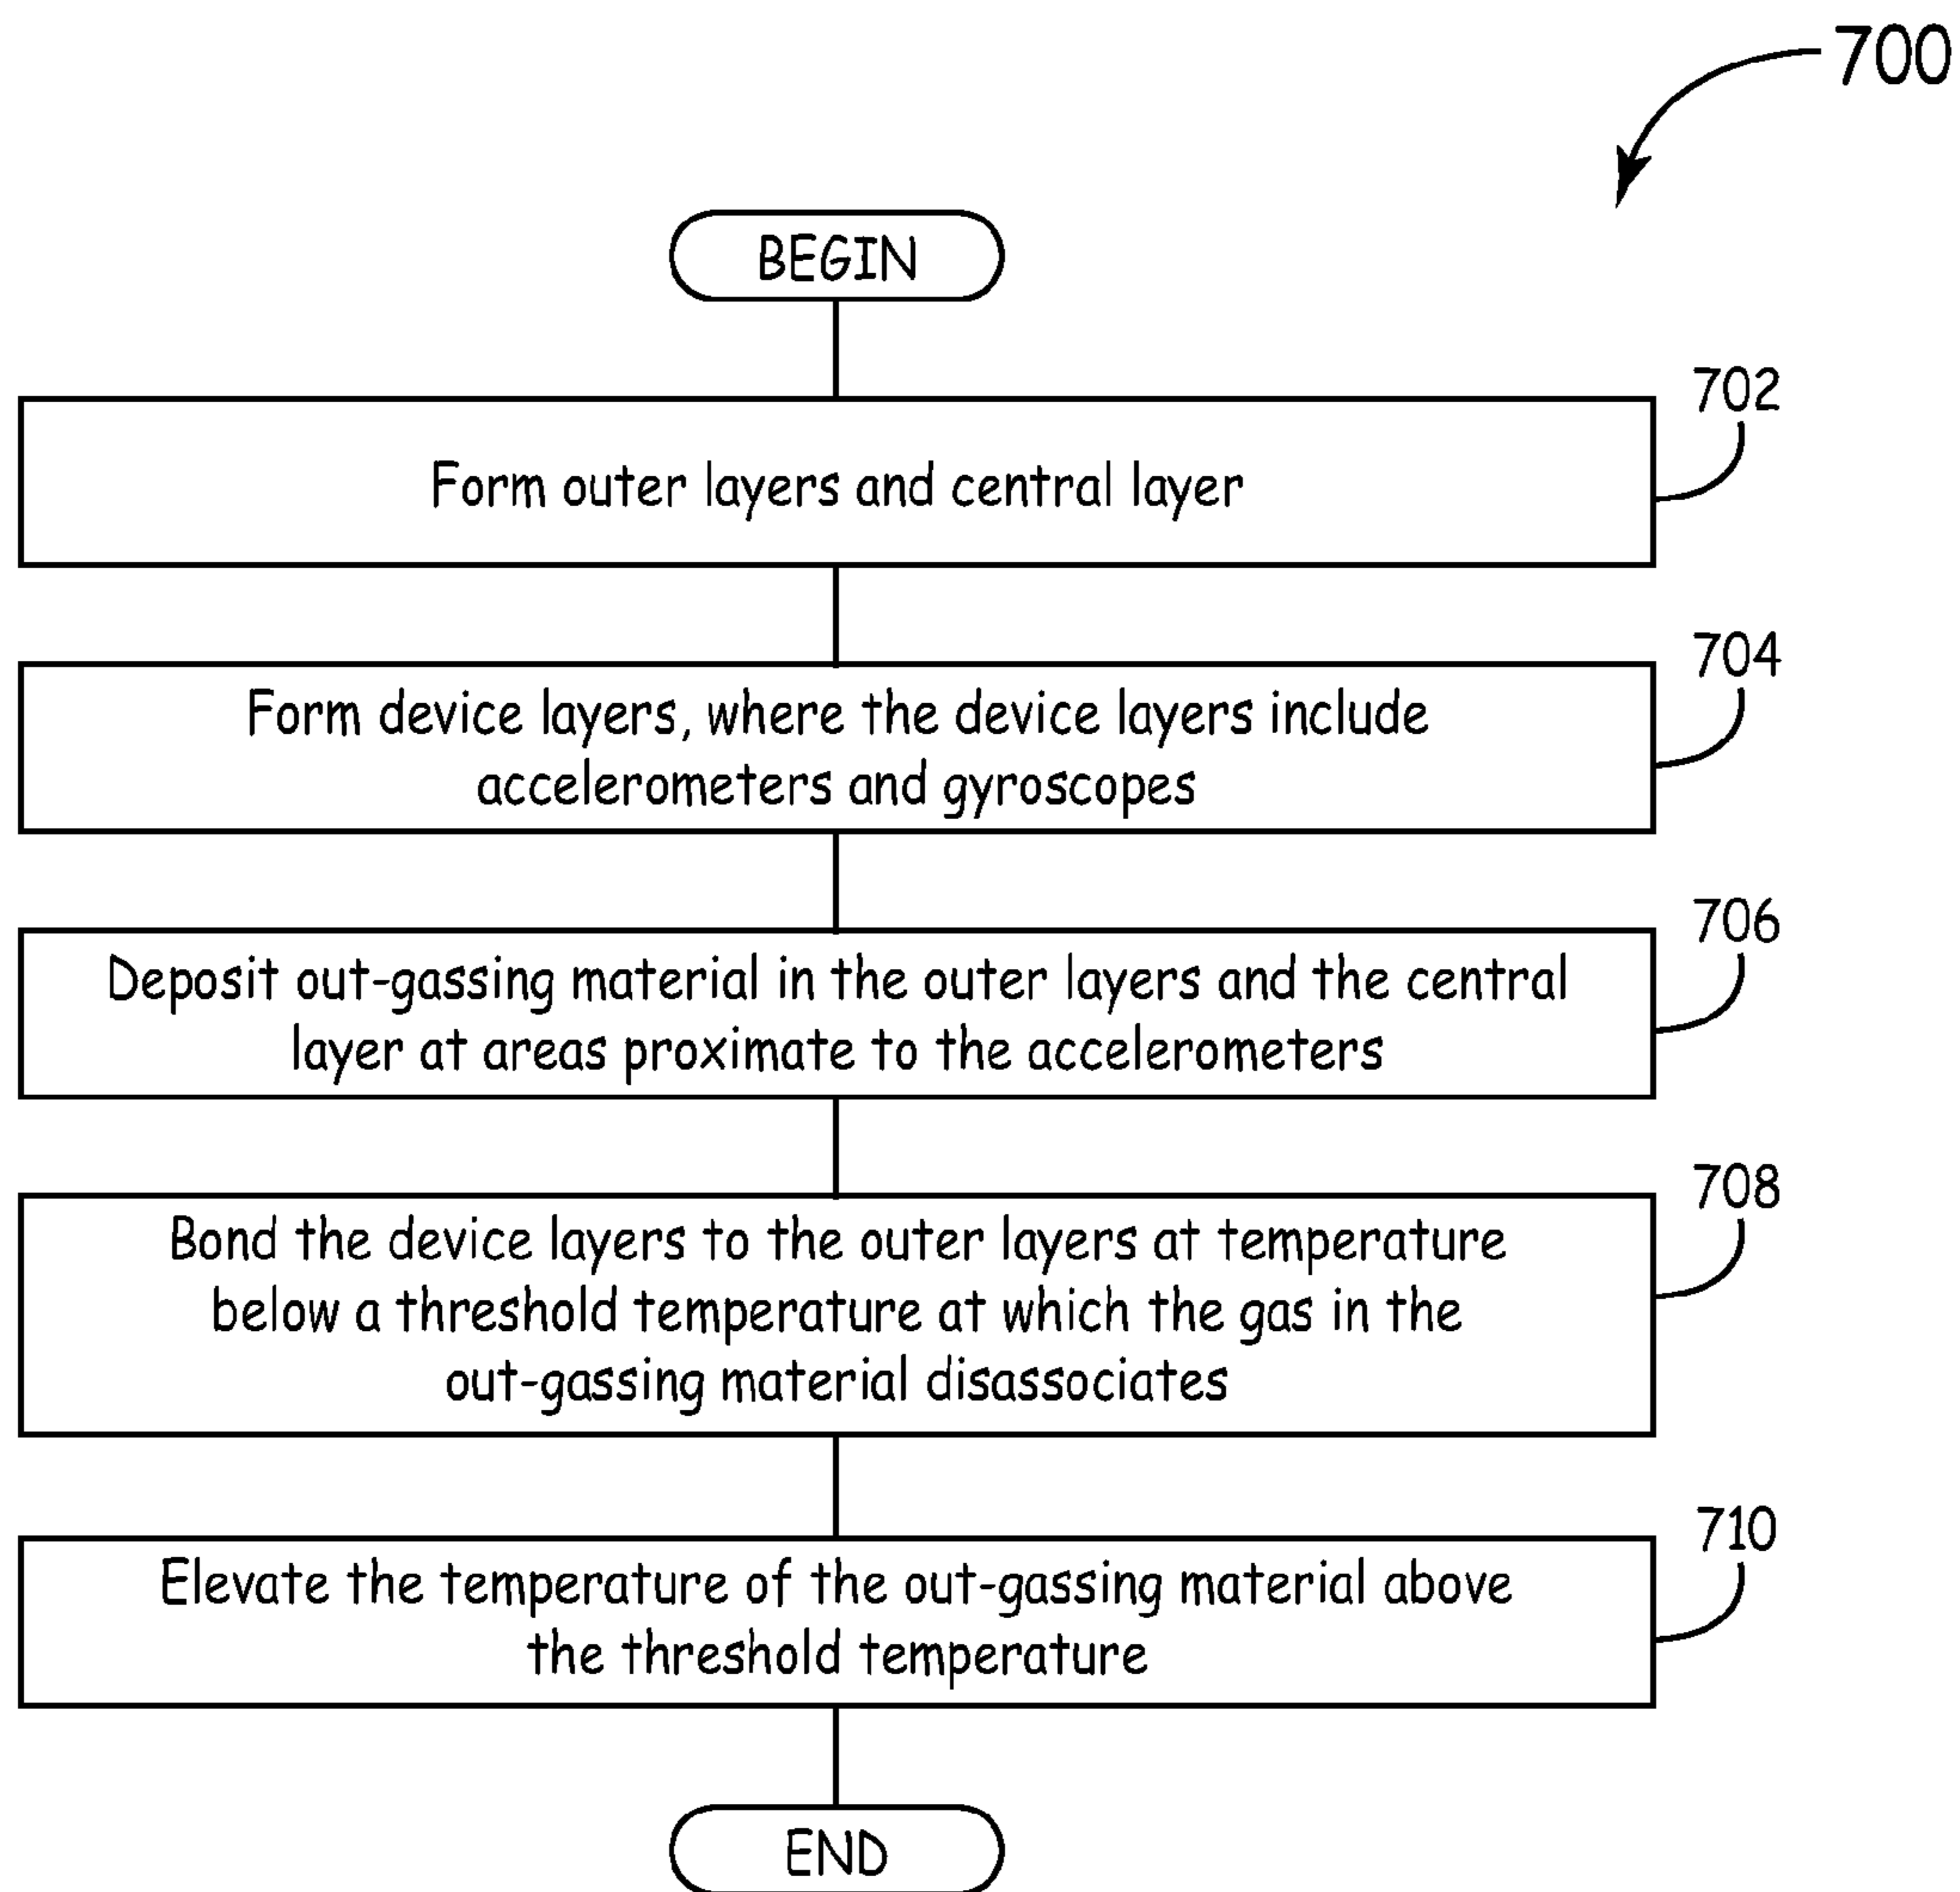 700
BEGIN
702
Form outer layers and central layer
704
Form device layers, where the device layers include
accelerometers and gyroscopes
706
Deposit out-gassing material in the outer layers and the central
layer at areas proximate to the accelerometers
708
Bond the device layers to the outer layers at temperature
below a threshold temperature at which the gas in the
out-gassing material disassociates
710
Elevate the temperature of the out-gassing material above
the threshold temperature
END